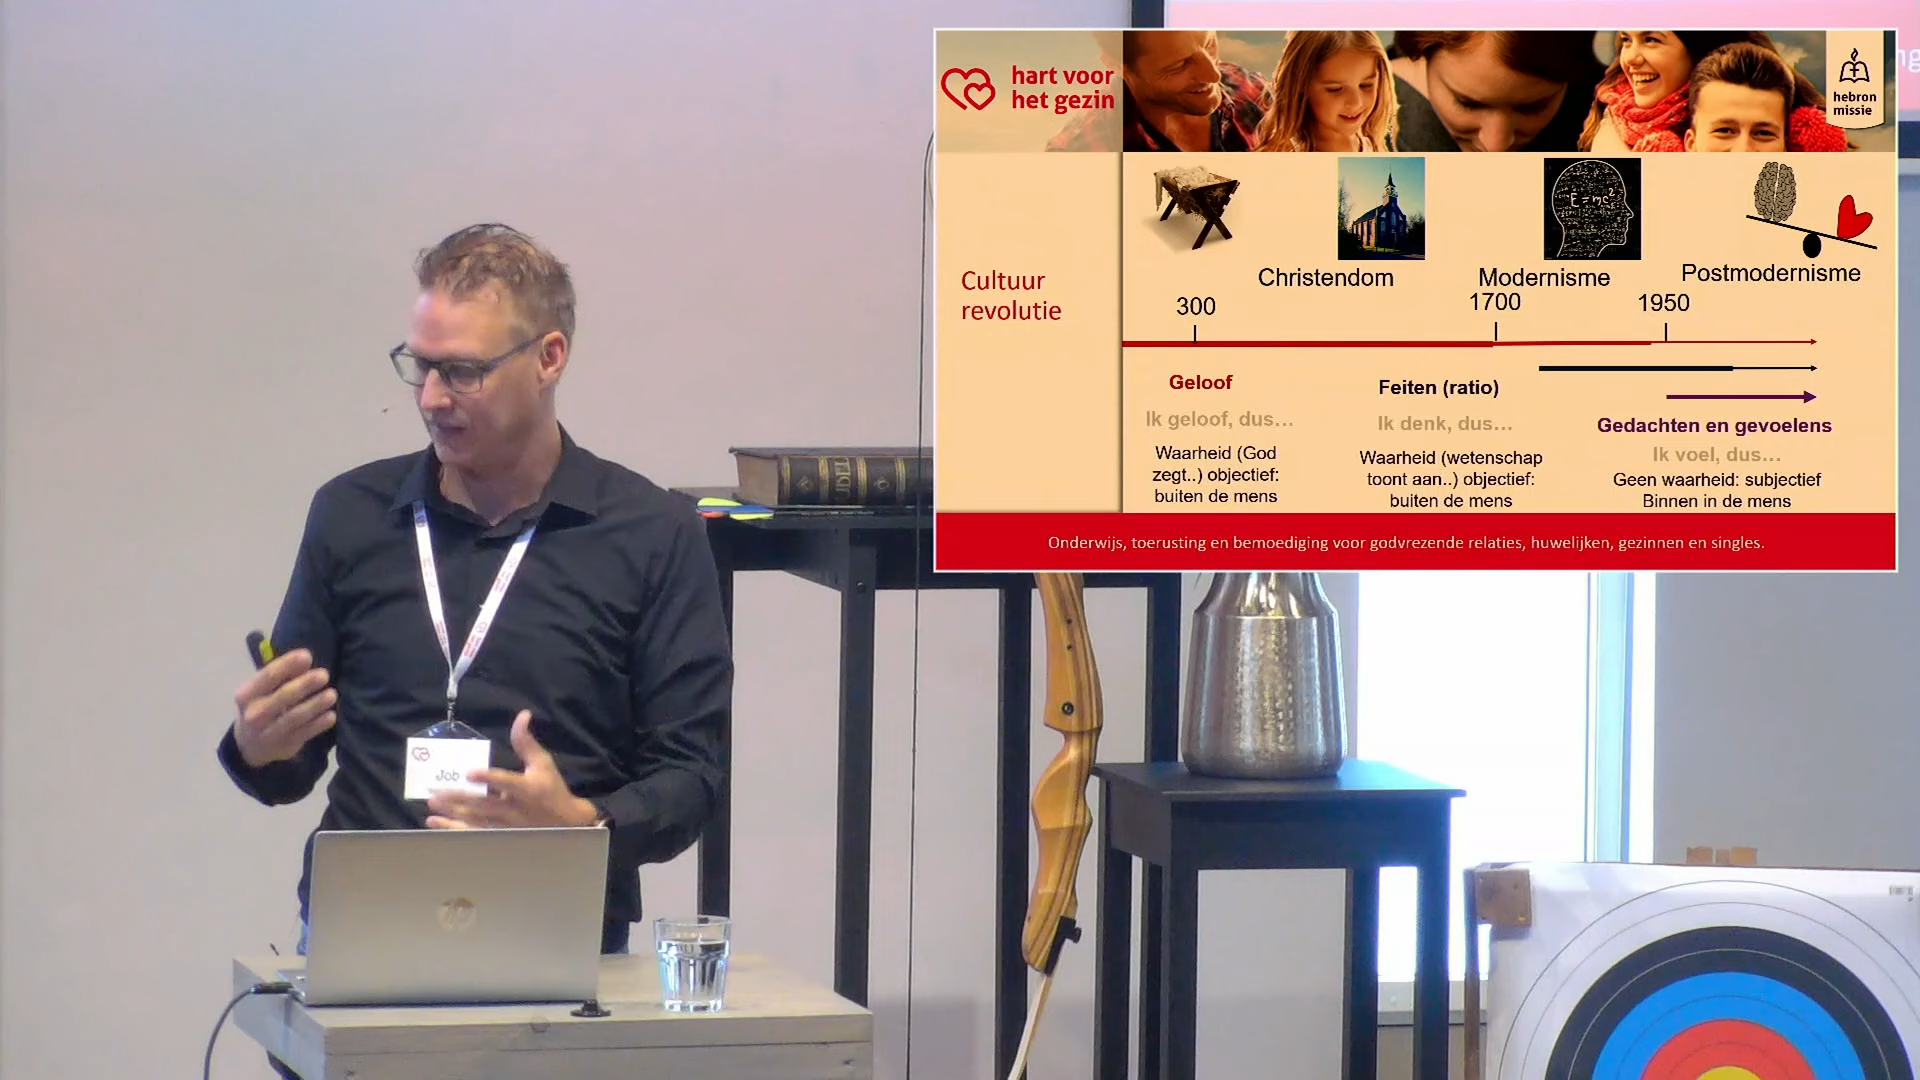 hart voor
het gezin
hebron
missie
Cultuur
revolutie
Christendom
Modernisme
Postmodernisme
300
1700
1950
E=mc²
Geloof
Ik geloof, dus...
Waarheid (God
zegt..) objectief:
buiten de mens
Feiten (ratio)
Ik denk, dus...
Waarheid (wetenschap
toont aan..) objectief:
buiten de mens
Gedachten en gevoelens
Ik voel, dus...
Geen waarheid: subjectief
Binnen in de mens
Onderwijs, toerusting en bemoediging voor godvrezende relaties, huwelijken, gezinnen en singles.
BIJBEL
Job
hp